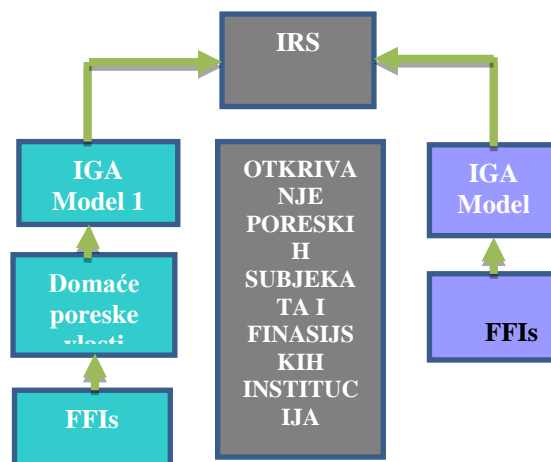 IRS
IGA
Model 1
OTKRIVA
NJE
PORESKI
H
SUBJEKA
TA I
FINASIJS
KIH
INSTITUC
IJA
IGA
Model
Domaće
poreske
vlasti
FFIs
FFIs